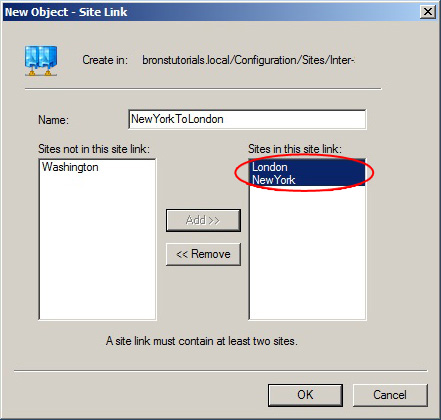 New Object - Site Link
Create in: bronstutorials.local/Configuration/Sites/Inter-
Name: NewYorkToLondon
Sites not in this site link: Sites in this site link:
Washington London
NewYork
Add >>
<< Remove
A site link must contain at least two sites.
OK Cancel